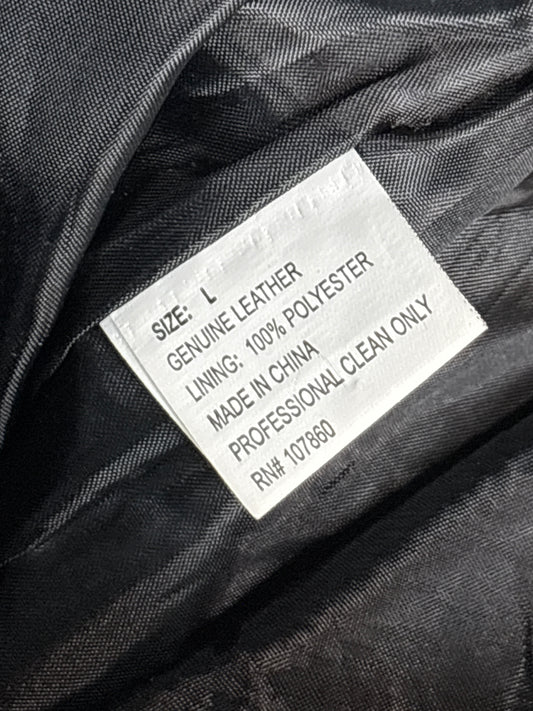 SIZE: L
GENUINE LEATHER
LINING: 100% POLYESTER
MADE IN CHINA
PROFESSIONAL CLEAN ONLY
RN# 107860